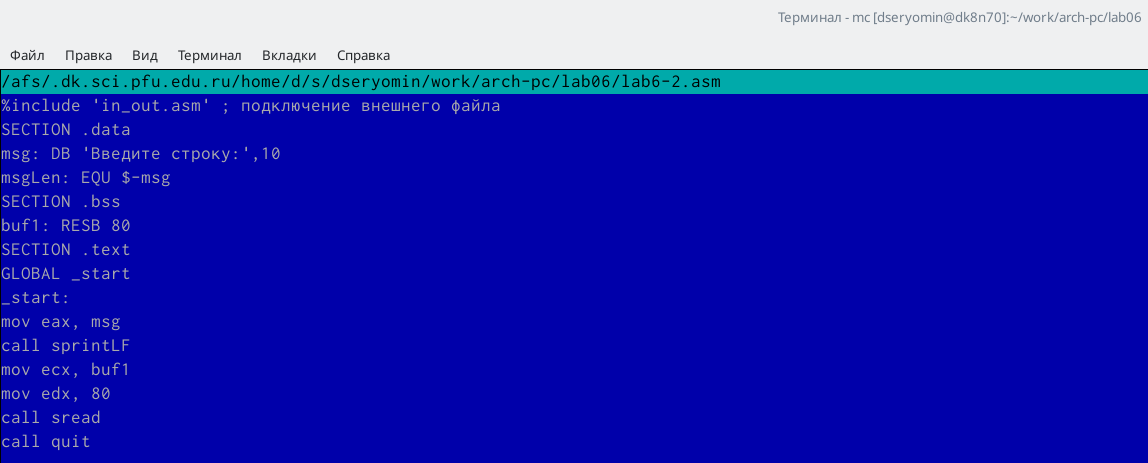 Терминал - mc [dseryomin@dk8n70]:~/work/arch-pc/lab06
Файл Правка Вид Терминал Вкладки Справка
/afs/.dk.sci.pfu.edu.ru/home/d/s/dseryomin/work/arch-pc/lab06/lab6-2.asm
%include 'in_out.asm' ; подключение внешнего файла
SECTION .data
msg: DB 'Введите строку:',10
msgLen: EQU $-msg
SECTION .bss
buf1: RESB 80
SECTION .text
GLOBAL _start
_start:
mov eax, msg
call sprintLF
mov ecx, buf1
mov edx, 80
call sread
call quit